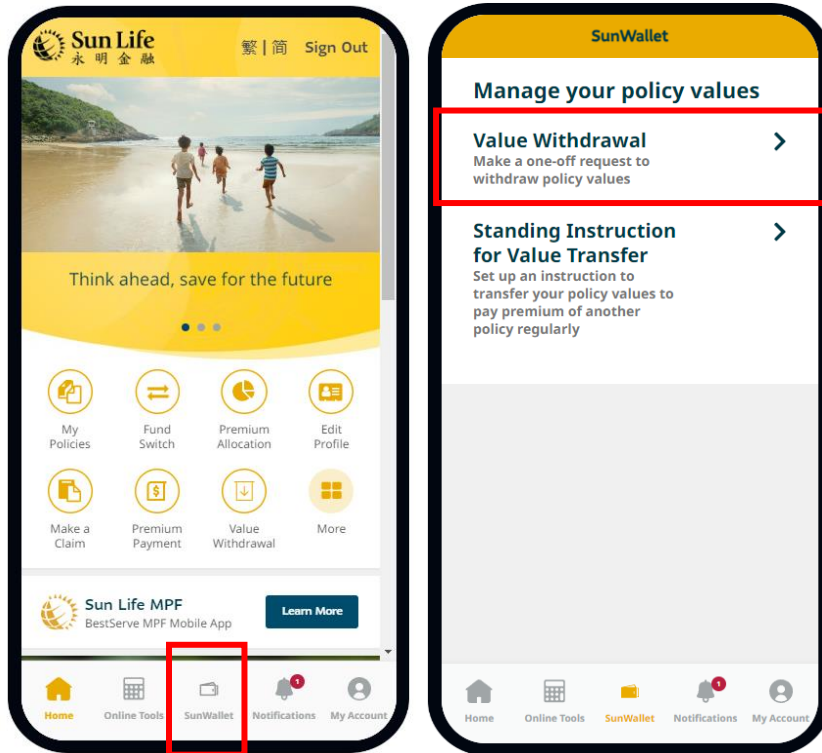 Sun Life
永明金融
繁 | 简 Sign Out
Think ahead, save for the future
My
Policies
Fund
Switch
Premium
Allocation
Edit
Profile
Make a
Claim
Premium
Payment
Value
Withdrawal
More
Sun Life MPF
BestServe MPF Mobile App
Learn More
Home
Online Tools
SunWallet
1
Notifications
My Account
SunWallet
Manage your policy values
Value Withdrawal
Make a one-off request to
withdraw policy values
Standing Instruction
for Value Transfer
Set up an instruction to
transfer your policy values to
pay premium of another
policy regularly
Home
Online Tools
SunWallet
1
Notifications
My Account